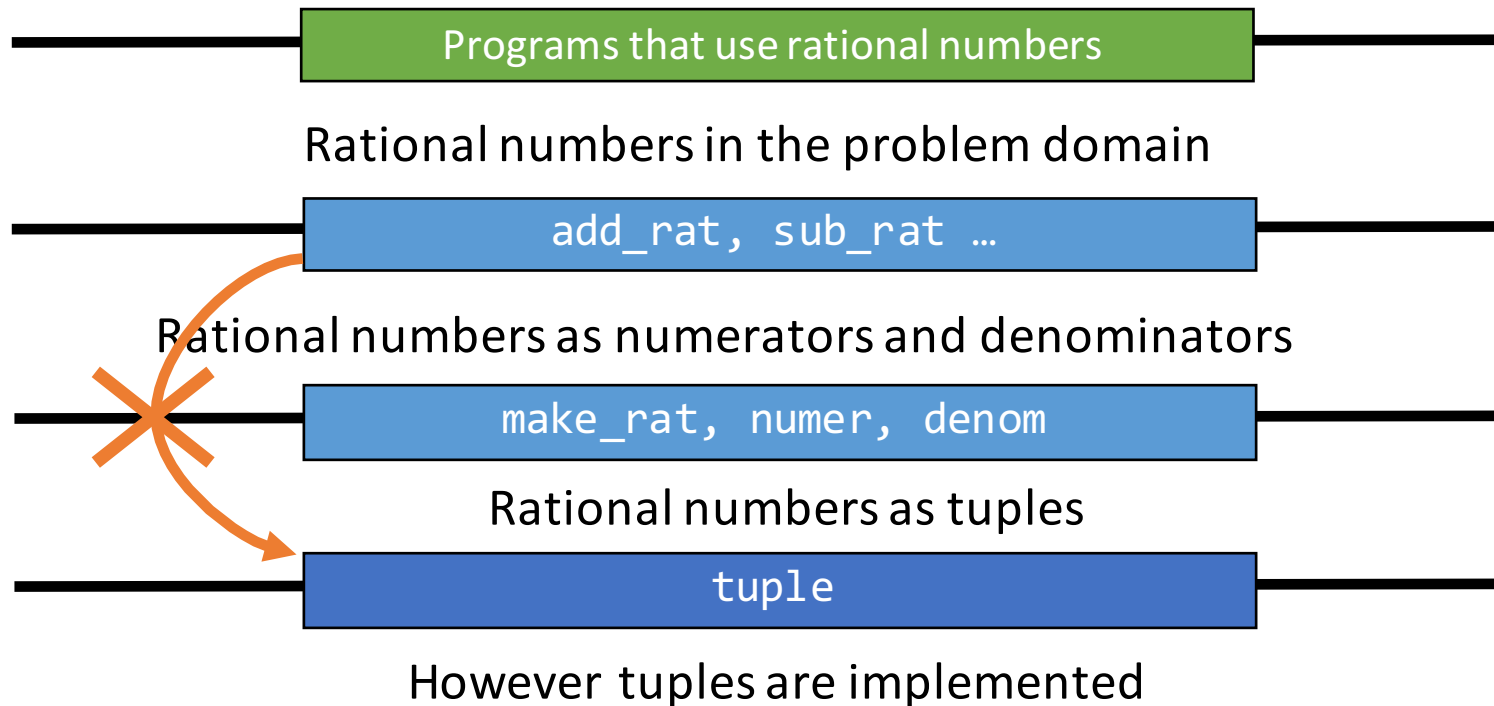 Programs that use rational numbers
Rational numbers in the problem domain
add_rat, sub_rat …
Rational numbers as numerators and denominators
make_rat, numer, denom
Rational numbers as tuples
tuple
However tuples are implemented